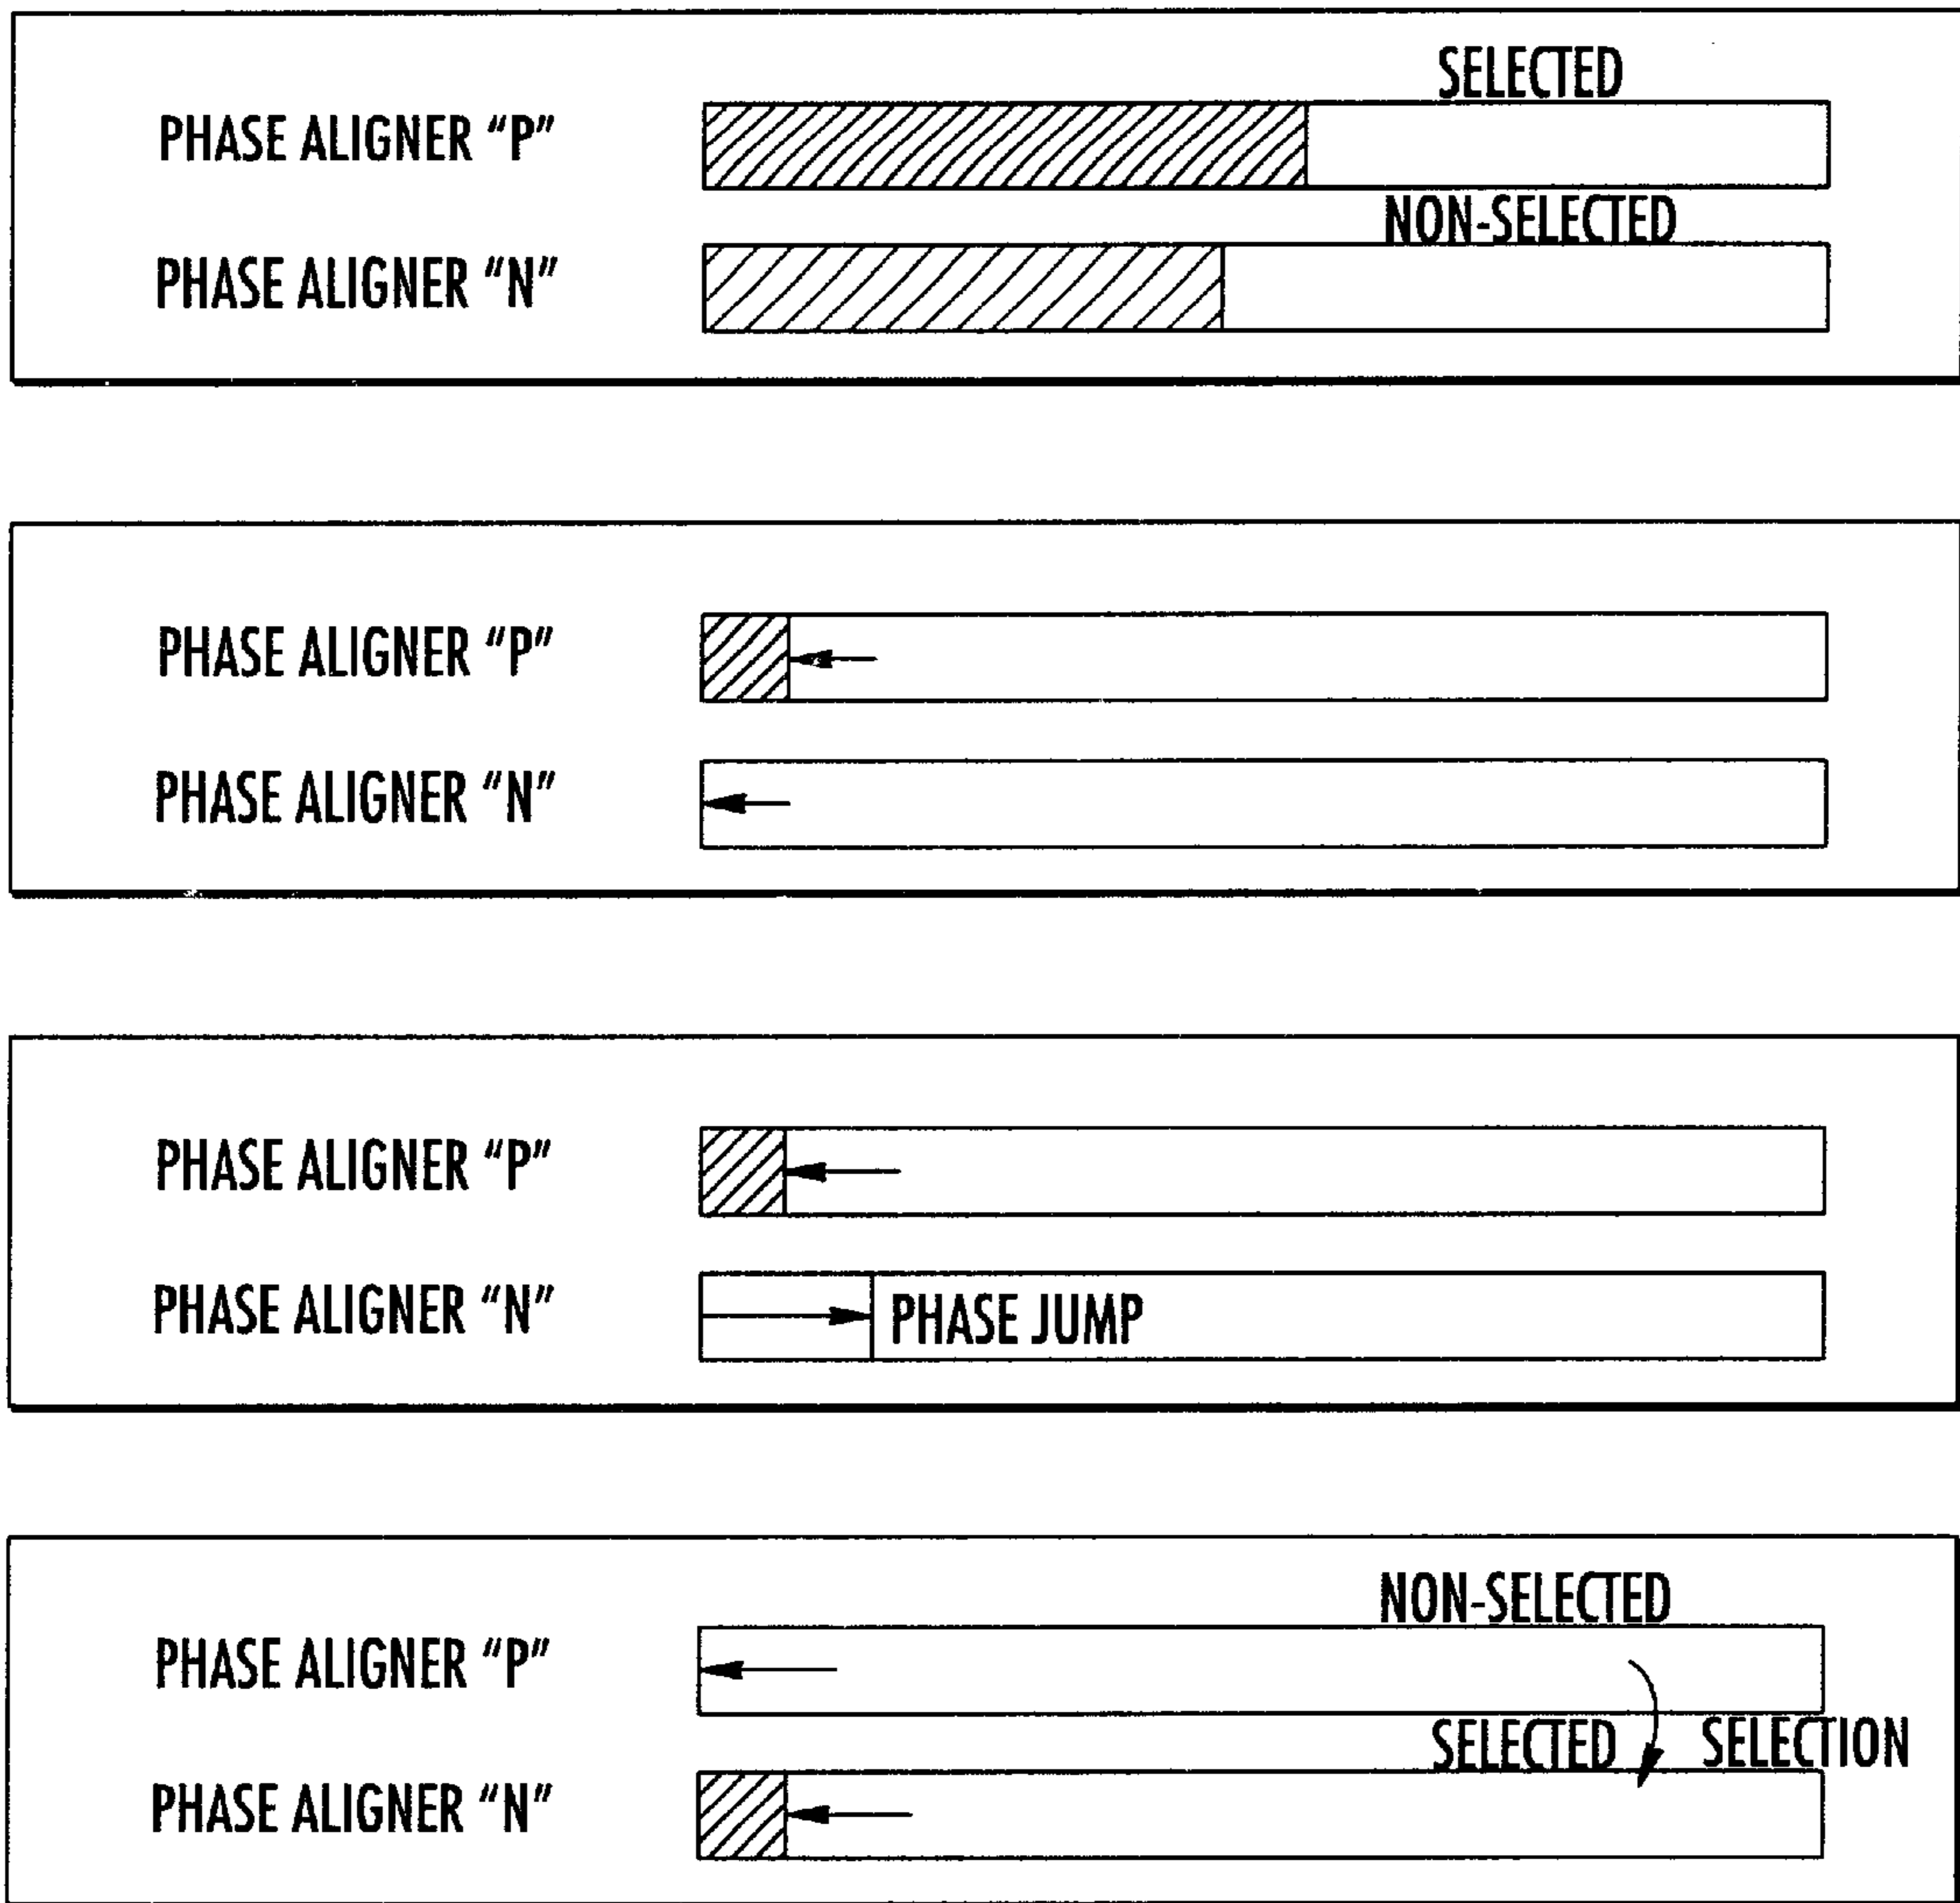 SELECTED
PHASE ALIGNER "P"
NON-SELECTED
PHASE ALIGNER "N"
PHASE ALIGNER "P"
PHASE ALIGNER "N"
PHASE ALIGNER "P"
PHASE ALIGNER "N"
PHASE JUMP
NON-SELECTED
PHASE ALIGNER "P"
SELECTED
SELECTION
PHASE ALIGNER "N"